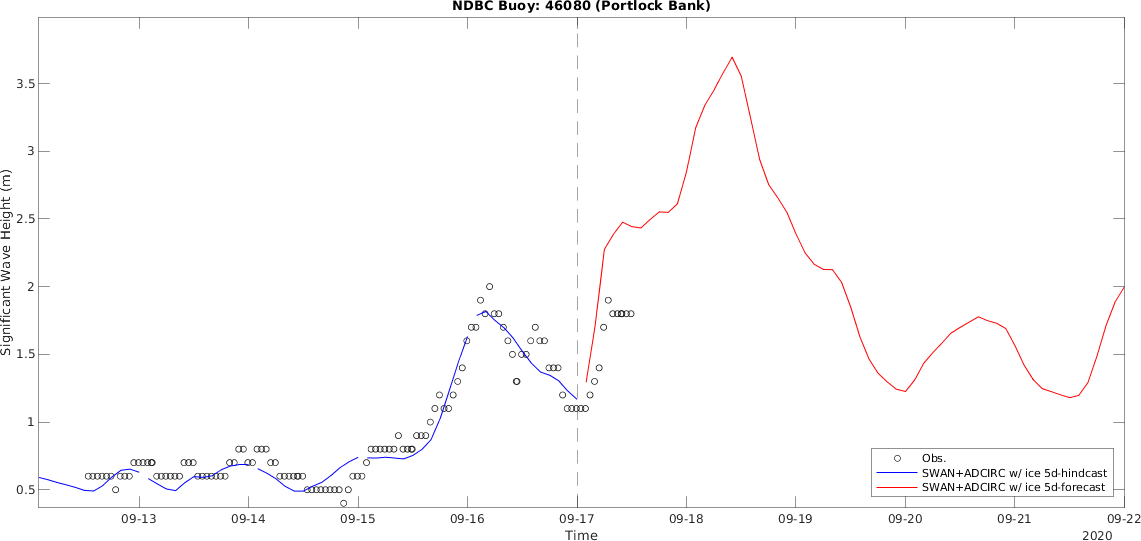 NDBC Buoy: 46080 (Portlock Bank)
Significant Wave Height (m)
3.5
3
2.5
2
1.5
1
0.5
Obs.
SWAN+ADCIRC w/ ice 5d-hindcast
SWAN+ADCIRC w/ ice 5d-forecast
09-13 09-14 09-15 09-16 09-17 09-18 09-19 09-20 09-21 09-22
Time
2020